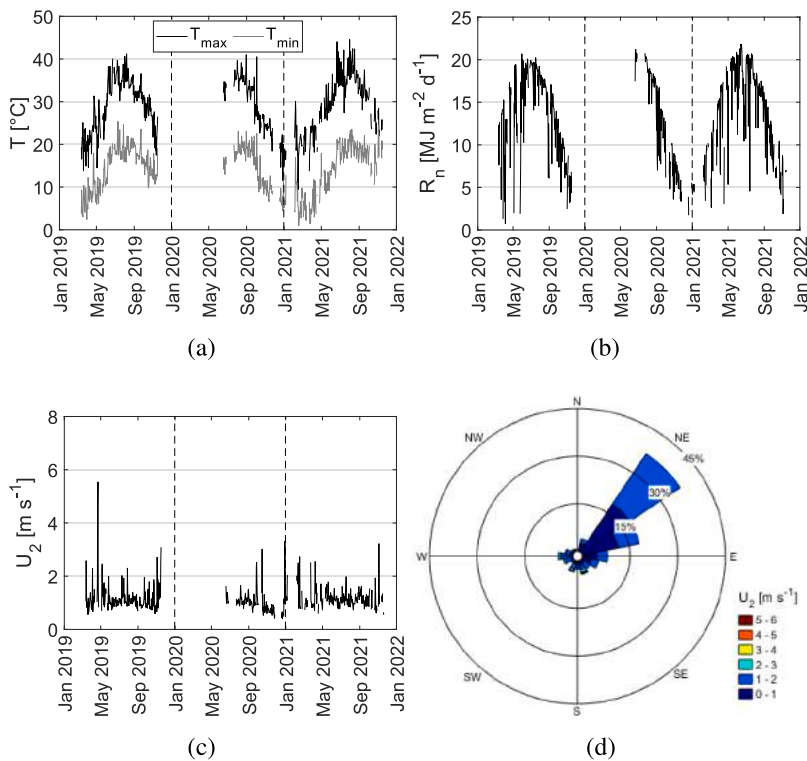 T_max T_min
T [°C]
50
40
30
20
10
0
Jan 2019
May 2019
Sep 2019
Jan 2020
May 2020
Sep 2020
Jan 2021
May 2021
Sep 2021
Jan 2022
(a)
R_n [MJ m⁻² d⁻¹]
25
20
15
10
5
0
Jan 2019
May 2019
Sep 2019
Jan 2020
May 2020
Sep 2020
Jan 2021
May 2021
Sep 2021
Jan 2022
(b)
U_2 [m s⁻¹]
8
6
4
2
0
Jan 2019
May 2019
Sep 2019
Jan 2020
May 2020
Sep 2020
Jan 2021
May 2021
Sep 2021
Jan 2022
(c)
N
NW
NE
45%
30%
15%
W
E
SW
SE
S
U_2 [m s⁻¹]
5 - 6
4 - 5
3 - 4
2 - 3
1 - 2
0 - 1
(d)